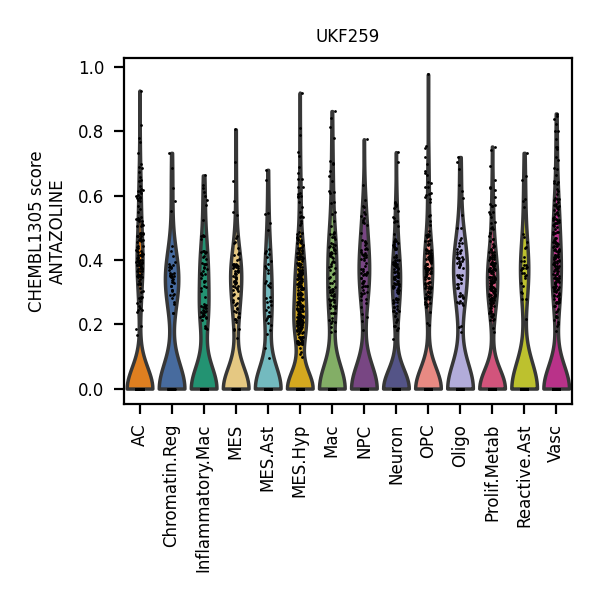 UKF259
CHEMBL1305 score
ANTAZOLINE
1.0
0.8
0.6
0.4
0.2
0.0
AC
Chromatin.Reg
Inflammatory.Mac
MES
MES.Ast
MES.Hyp
Mac
NPC
Neuron
OPC
Oligo
Prolif.Metab
Reactive.Ast
Vasc